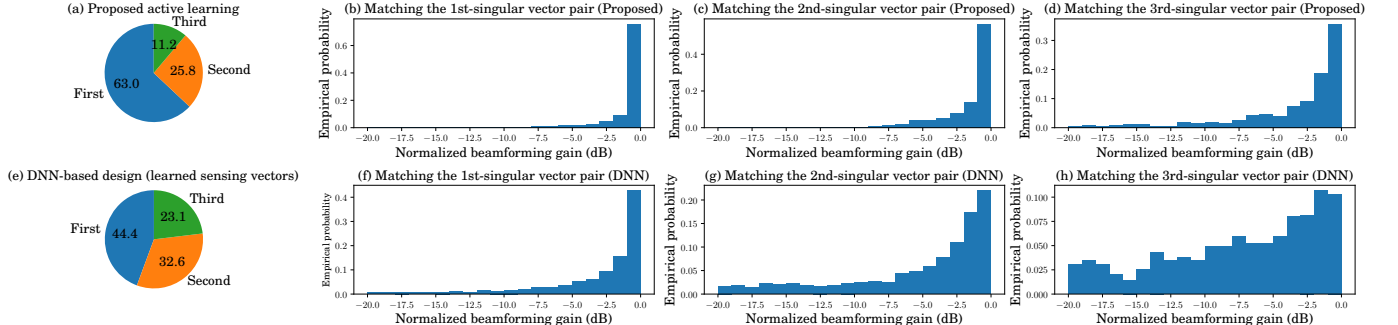 (a) Proposed active learning
Third
11.2
25.8
Second
63.0
First
(b) Matching the 1st-singular vector pair (Proposed)
Empirical probability
0.6
0.4
0.2
0.0
−20.0 −17.5 −15.0 −12.5 −10.0 −7.5 −5.0 −2.5 0.0
Normalized beamforming gain (dB)
(c) Matching the 2nd-singular vector pair (Proposed)
Empirical probability
0.4
0.2
0.0
−20.0 −17.5 −15.0 −12.5 −10.0 −7.5 −5.0 −2.5 0.0
Normalized beamforming gain (dB)
(d) Matching the 3rd-singular vector pair (Proposed)
Empirical probability
0.3
0.2
0.1
0.0
−20.0 −17.5 −15.0 −12.5 −10.0 −7.5 −5.0 −2.5 0.0
Normalized beamforming gain (dB)
(e) DNN-based design (learned sensing vectors)
Third
23.1
First
44.4
32.6
Second
(f) Matching the 1st-singular vector pair (DNN)
Empirical probability
0.4
0.3
0.2
0.1
0.0
−20.0 −17.5 −15.0 −12.5 −10.0 −7.5 −5.0 −2.5 0.0
Normalized beamforming gain (dB)
(g) Matching the 2nd-singular vector pair (DNN)
Empirical probability
0.20
0.15
0.10
0.05
0.00
−20.0 −17.5 −15.0 −12.5 −10.0 −7.5 −5.0 −2.5 0.0
Normalized beamforming gain (dB)
(h) Matching the 3rd-singular vector pair (DNN)
Empirical probability
0.100
0.075
0.050
0.025
0.000
−20.0 −17.5 −15.0 −12.5 −10.0 −7.5 −5.0 −2.5 0.0
Normalized beamforming gain (dB)